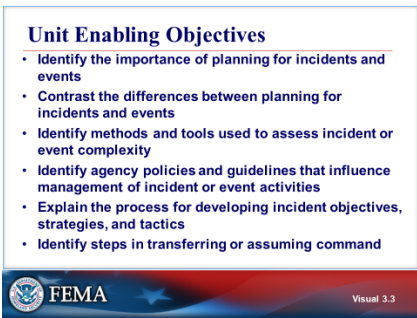 Unit Enabling Objectives
• Identify the importance of planning for incidents and
events
• Contrast the differences between planning for
incidents and events
• Identify methods and tools used to assess incident or
event complexity
• Identify agency policies and guidelines that influence
management of incident or event activities
• Explain the process for developing incident objectives,
strategies, and tactics
• Identify steps in transferring or assuming command
FEMA
Visual 3.3